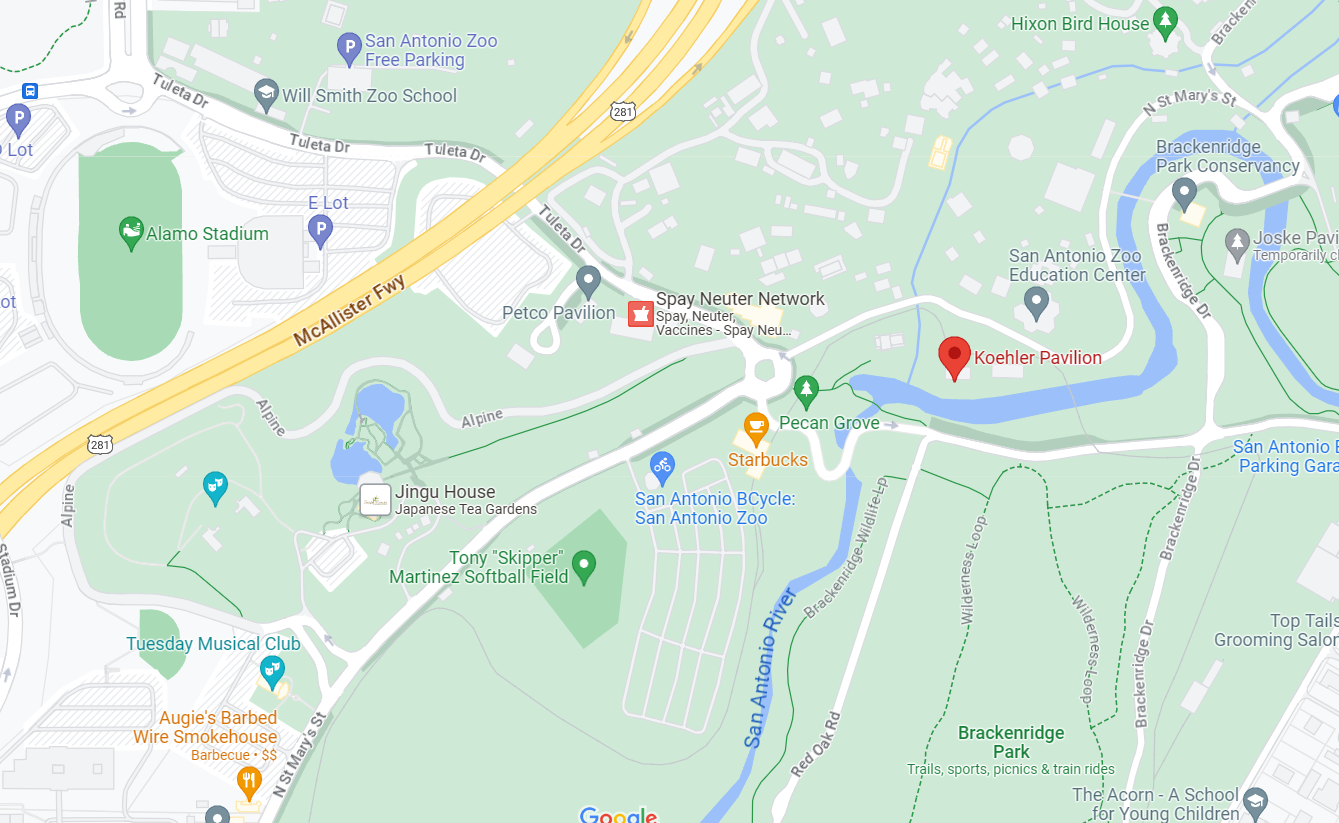 Rd
Hixon Bird House
Bracken
San Antonio Zoo
Free Parking
281
Tuleta Dr
Will Smith Zoo School
N St Mary's St
P
Lot
Tuleta Dr
Tuleta Dr
Brackenridge
Park Conservancy
E Lot
P
Tuleta Dr
Alamo Stadium
Brackenridge Dr
Joske Pavi
Temporarily cl
San Antonio Zoo
Education Center
McAllister Fwy
ot
Petco Pavilion
Spay Neuter Network
Spay, Neuter,
Vaccines - Spay Neu...
Koehler Pavilion
Alpine
Alpine
Pecan Grove
281
Starbucks
San Antonio B
Parking Gara
Alpine
Jingu House
Japanese Tea Gardens
San Antonio BCycle:
San Antonio Zoo
Brackenridge-Wildlife-Lp
Wilderness-Loop
Brackenridge Dr
Stadium Dr
Tony "Skipper"
Martinez Softball Field
San Antonio River
Wilderness-Loop
Top Tails
Grooming Salon
Tuesday Musical Club
Brackenridge Dr
Augie's Barbed
Wire Smokehouse
Barbecue • $$
N St Mary's St
Red Oak Rd
Brackenridge
Park
Trails, sports, picnics & train rides
The Acorn - A School
for Young Children
Google